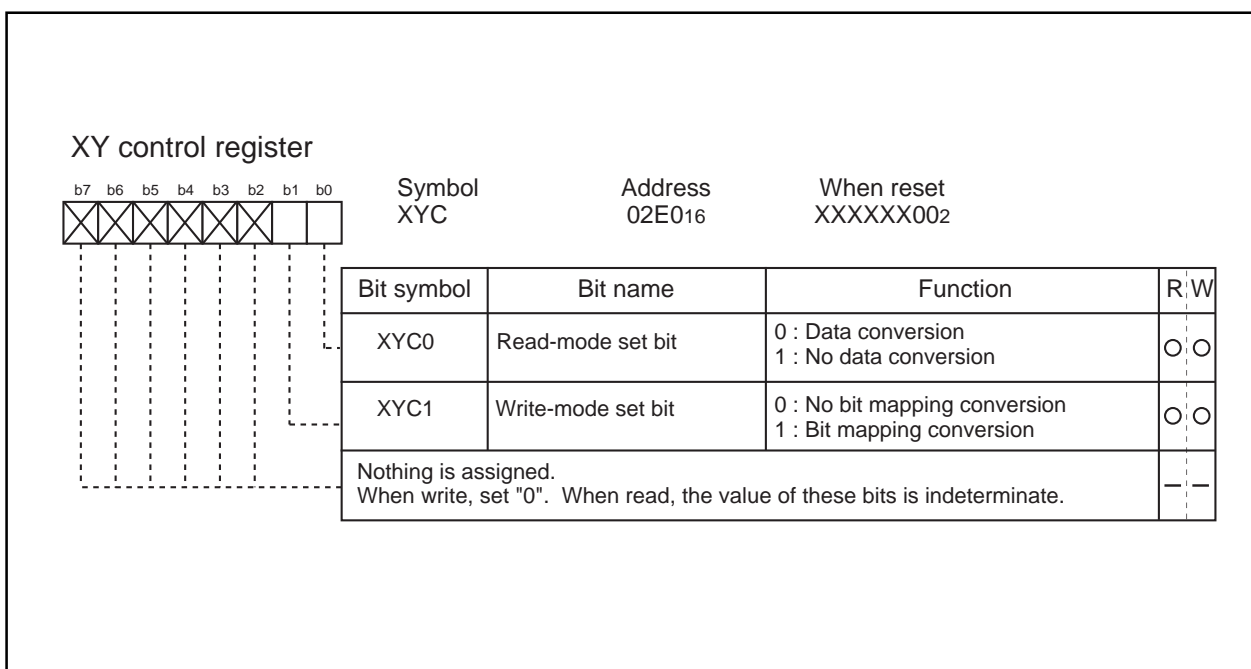 XY control register
b7 b6 b5 b4 b3 b2 b1 b0
Symbol Address When reset
XYC 02E016 XXXXXX002
Bit symbol Bit name Function R W
XYC0 Read-mode set bit 0 : Data conversion
1 : No data conversion
XYC1 Write-mode set bit 0 : No bit mapping conversion
1 : Bit mapping conversion
Nothing is assigned.
When write, set "0". When read, the value of these bits is indeterminate.